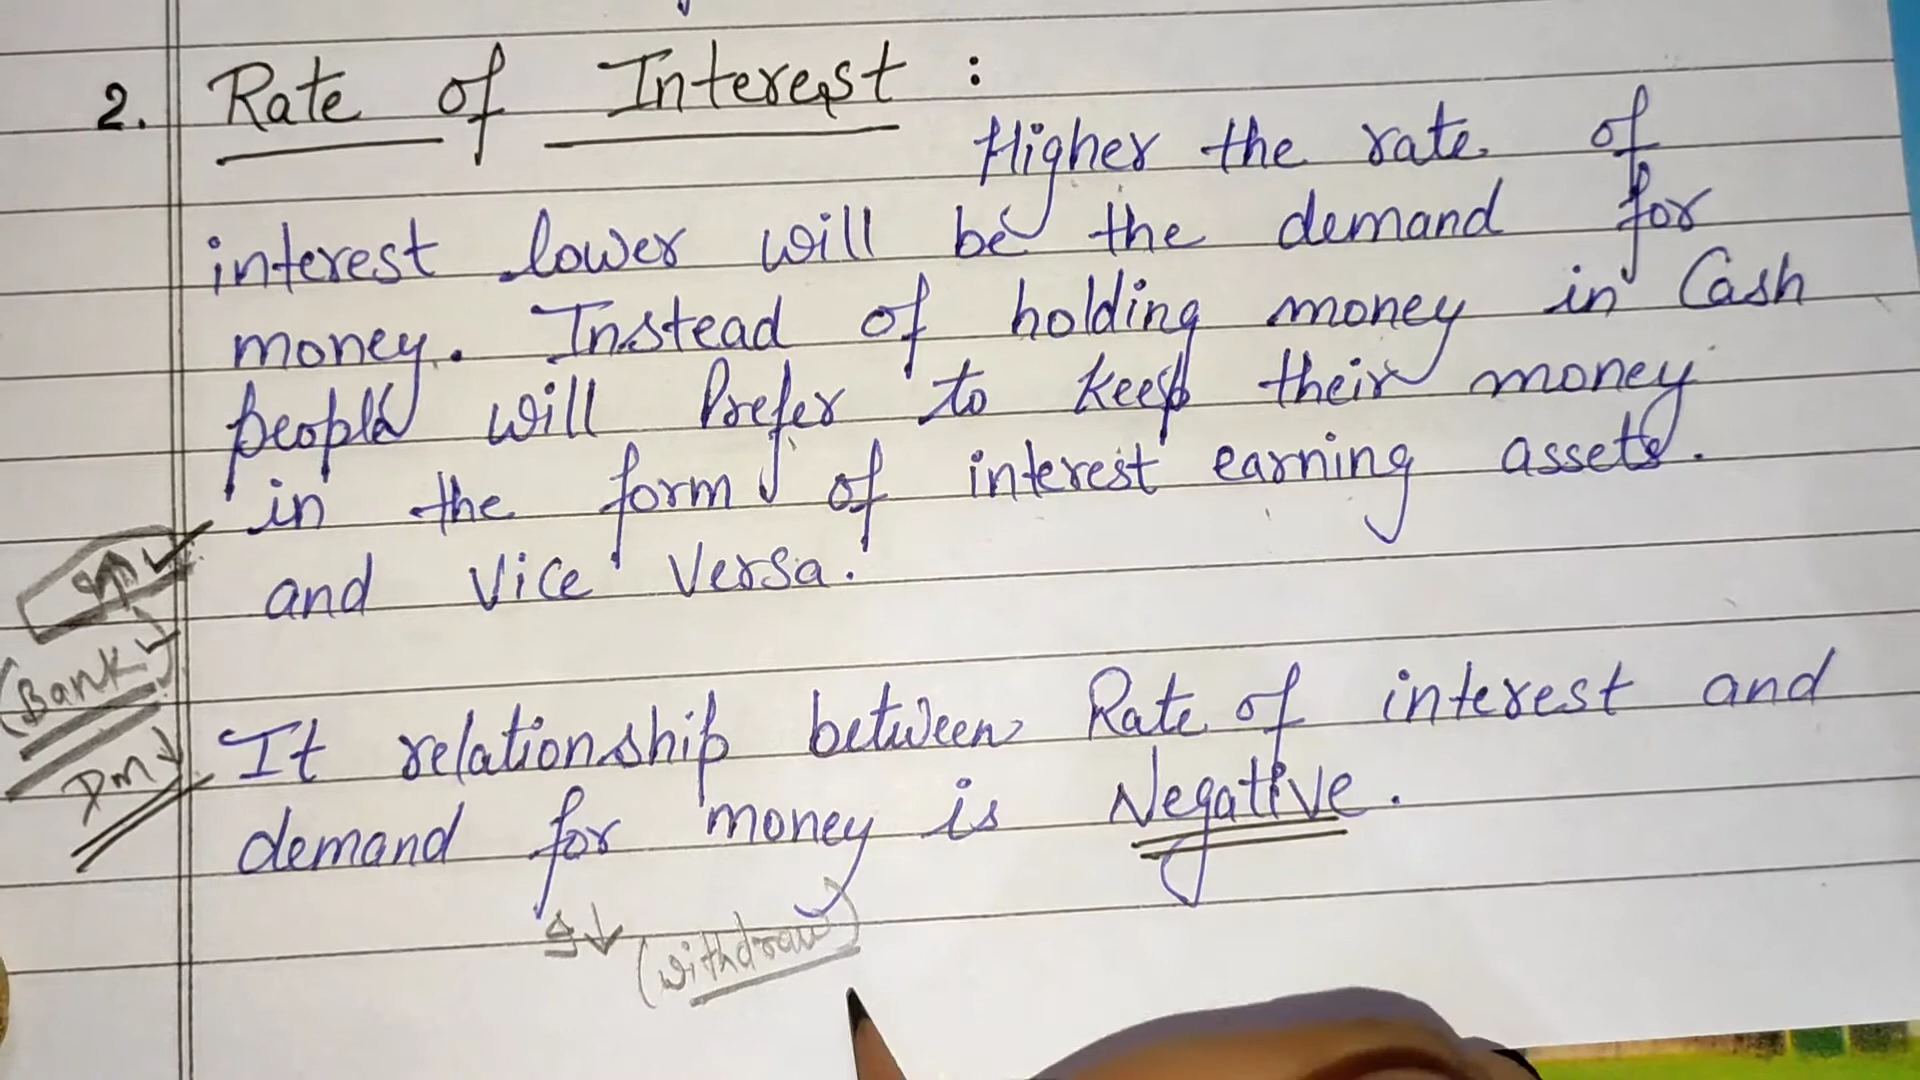 2. Rate of Interest :
Higher the rate of
interest lower will be the demand for
money. Instead of holding money in Cash
people will Prefer to keep their money
in the form of interest earning assets.
and Vice Versa.
(Bank)
It relationship between Rate of interest and
Dm↓
demand for money is Negative.
↓ (withdraw)